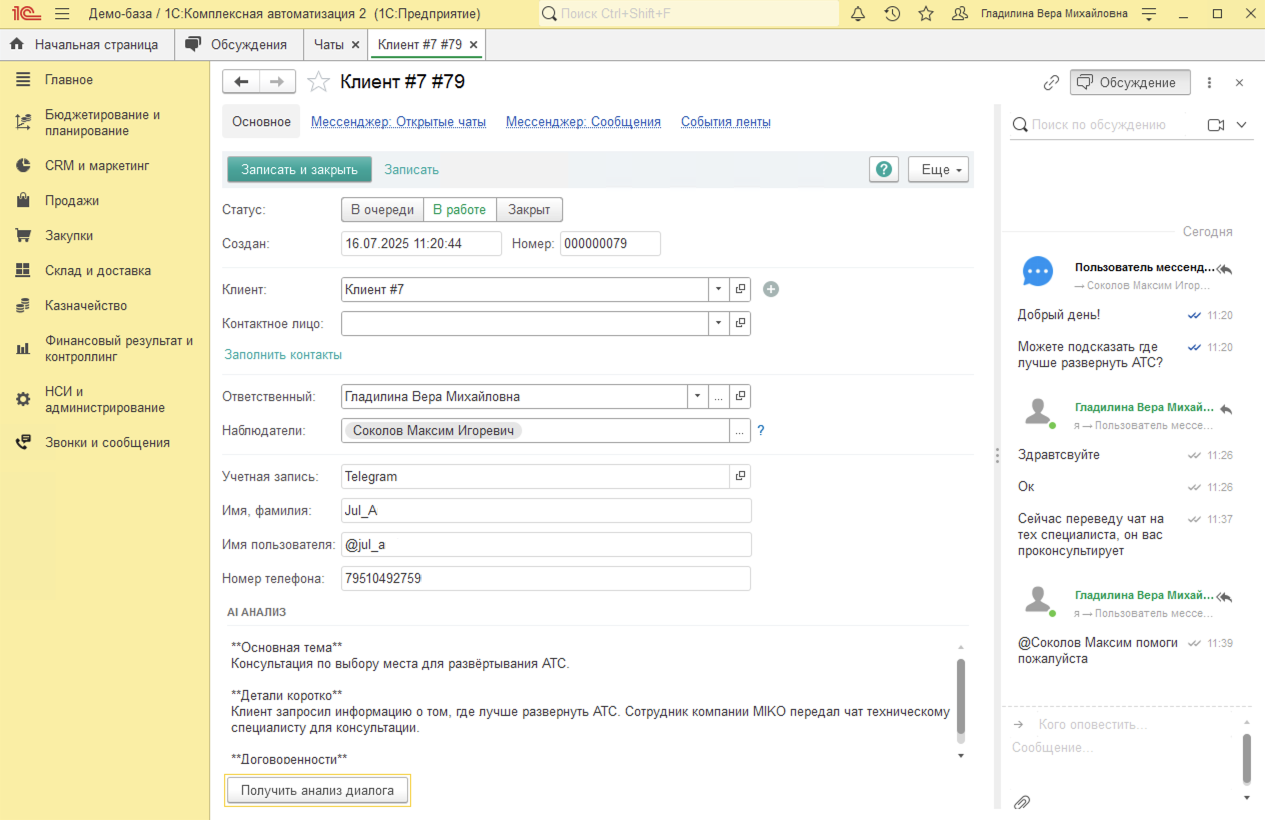 1С Демо-база / 1С:Комплексная автоматизация 2 (1С:Предприятие) Поиск Ctrl+Shift+F Гладилина Вера Михайловна
Начальная страница Обсуждения Чаты × Клиент #7 #79 ×
Главное
Бюджетирование и
планирование
CRM и маркетинг
Продажи
Закупки
Склад и доставка
Казначейство
Финансовый результат и
контроллинг
НСИ и
администрирование
Звонки и сообщения
Клиент #7 #79
Обсуждение
Основное Мессенджер: Открытые чаты Мессенджер: Сообщения События ленты
Записать и закрыть Записать ? Еще
Статус: В очереди В работе Закрыт
Создан: 16.07.2025 11:20:44 Номер: 000000079
Клиент: Клиент #7
Контактное лицо:
Заполнить контакты
Ответственный: Гладилина Вера Михайловна ...
Наблюдатели: Соколов Максим Игоревич ... ?
Учетная запись: Telegram
Имя, фамилия: Jul_A
Имя пользователя: @jul_a
Номер телефона: 79510492759
AI АНАЛИЗ
**Основная тема**
Консультация по выбору места для развёртывания АТС.
**Детали коротко**
Клиент запросил информацию о том, где лучше развернуть АТС. Сотрудник компании MIKO передал чат техническому
специалисту для консультации.
**Договоренности**
Получить анализ диалога
Поиск по обсуждению
Сегодня
Пользователь мессенд...
→ Соколов Максим Игор...
Добрый день! 11:20
Можете подсказать где 11:20
лучше развернуть АТС?
Гладилина Вера Михай...
я → Пользователь мессе...
Здравтсвуйте 11:26
Ок 11:26
Сейчас переведу чат на 11:37
тех специалиста, он вас
проконсультирует
Гладилина Вера Михай...
я → Пользователь мессе...
@Соколов Максим помоги 11:39
пожалуйста
→ Кого оповестить...
Сообщение...